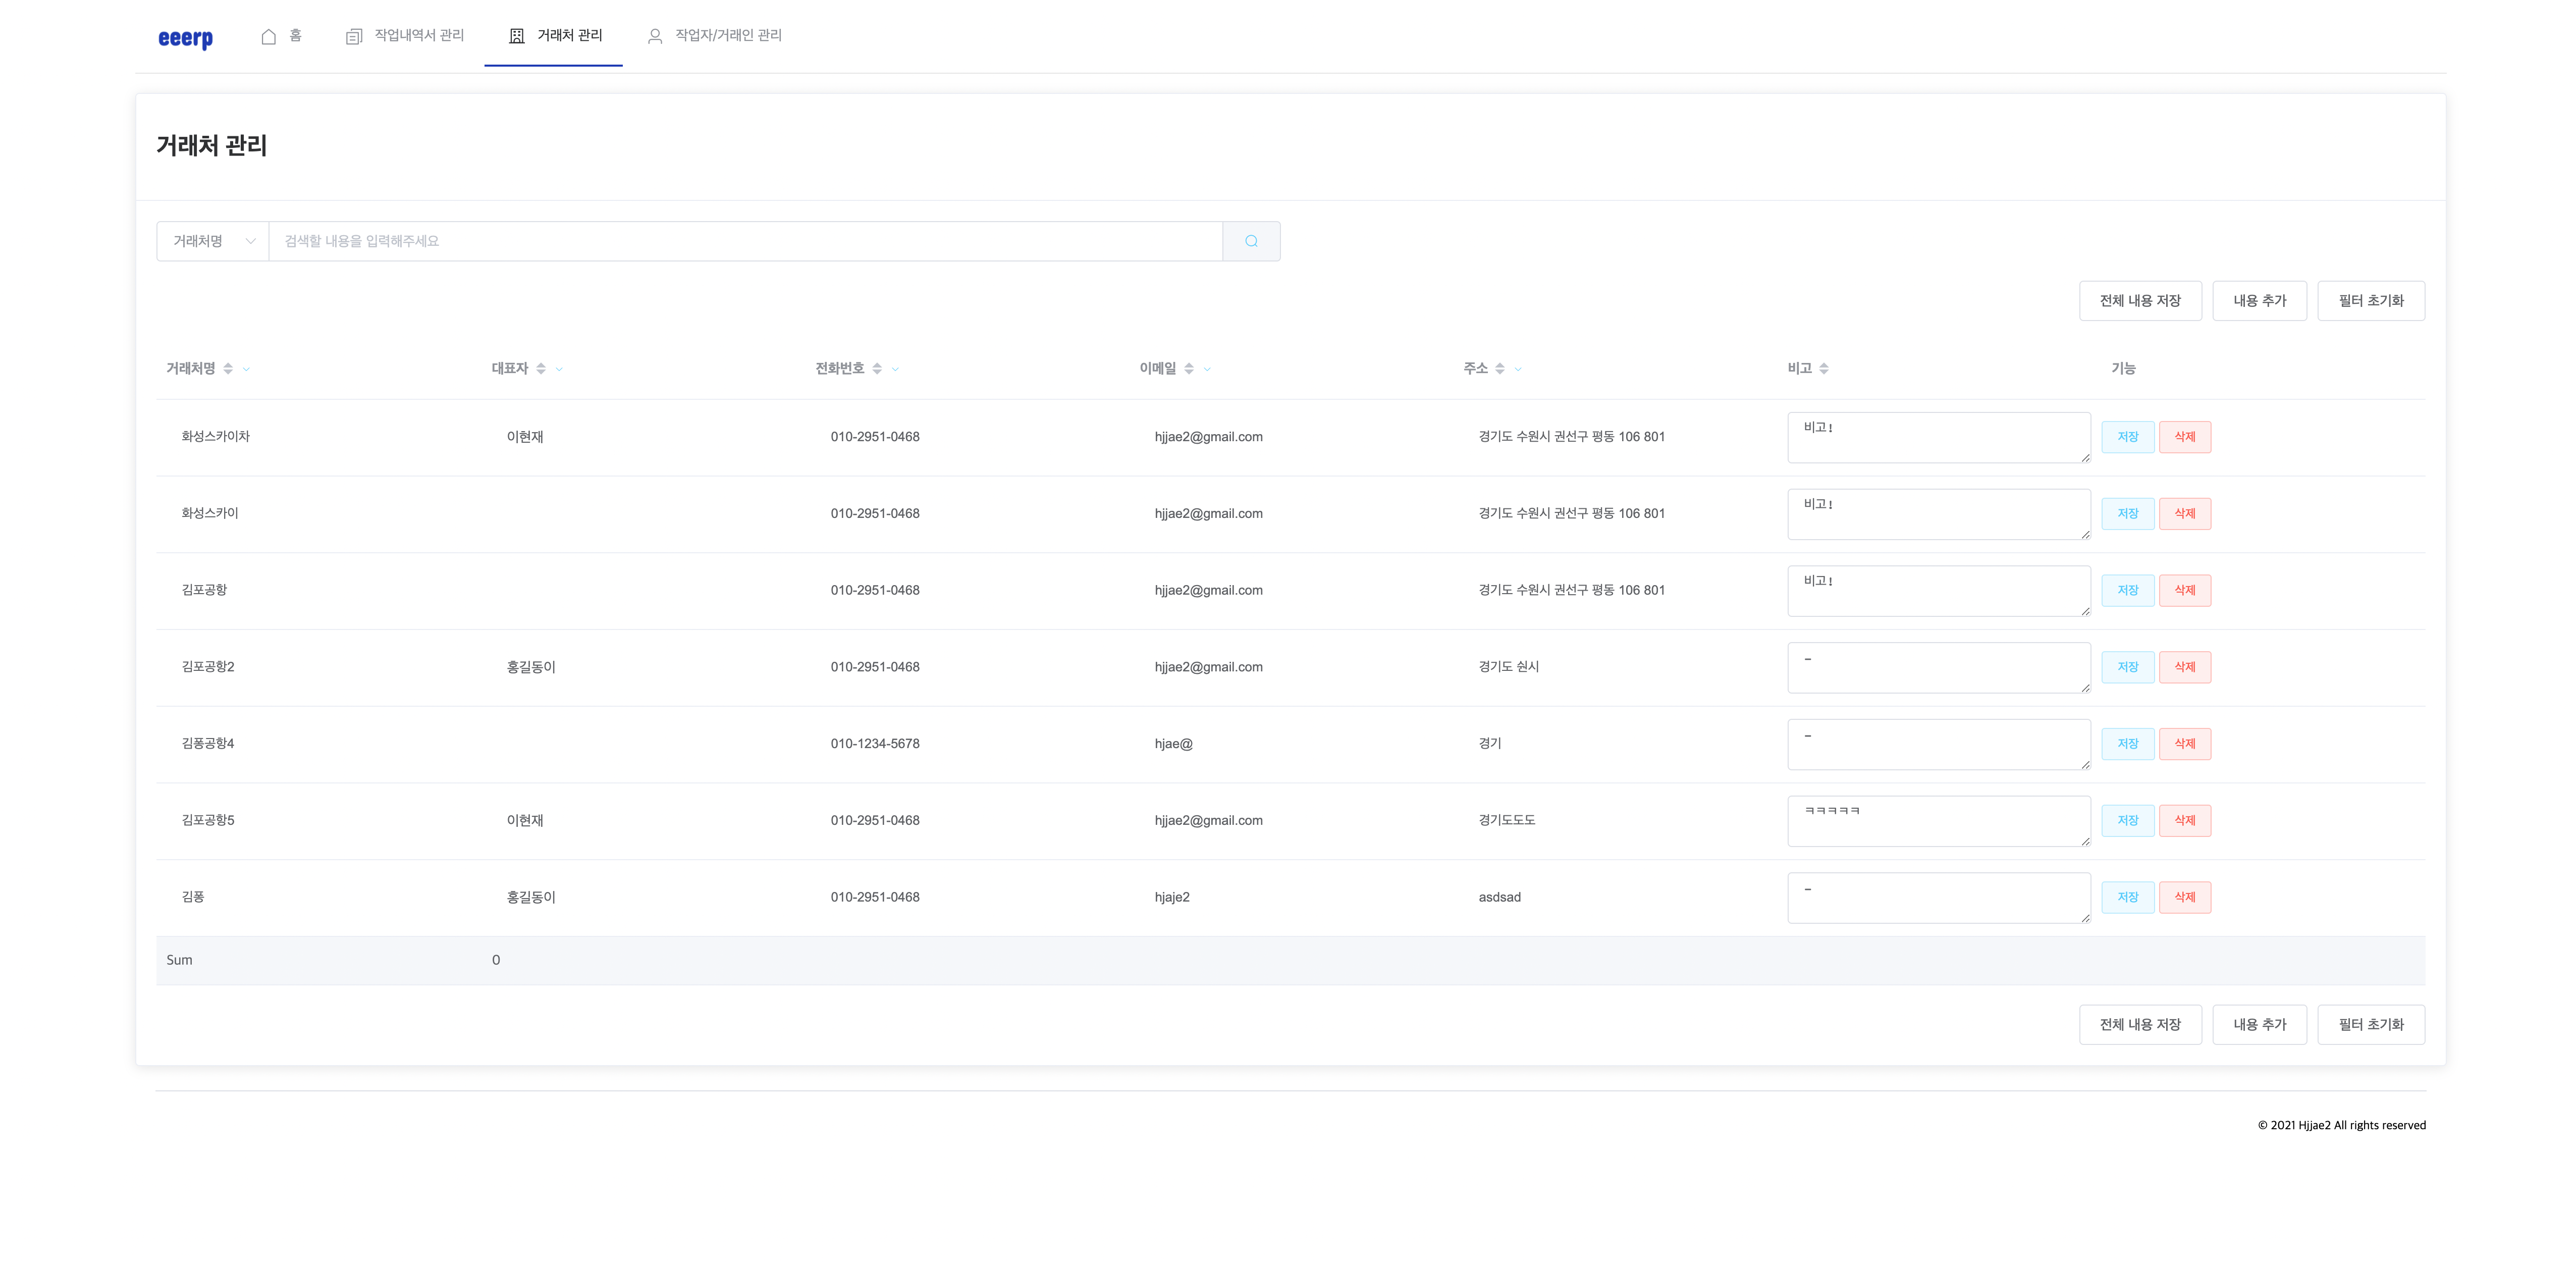 eeerp 홈 작업내역서 관리 거래처 관리 작업자/거래인 관리
거래처 관리
거래처명 검색할 내용을 입력해주세요
전체 내용 저장 내용 추가 필터 초기화
거래처명 대표자 전화번호 이메일 주소 비고 기능
화성스카이차 이현재 010-2951-0468 hjjae2@gmail.com 경기도 수원시 권선구 평동 106 801 비고! 저장 삭제
화성스카이 010-2951-0468 hjjae2@gmail.com 경기도 수원시 권선구 평동 106 801 비고! 저장 삭제
김포공항 010-2951-0468 hjjae2@gmail.com 경기도 수원시 권선구 평동 106 801 비고! 저장 삭제
김포공항2 홍길동이 010-2951-0468 hjjae2@gmail.com 경기도 숸시 - 저장 삭제
김퐁공항4 010-1234-5678 hjae@ 경기 - 저장 삭제
김포공항5 이현재 010-2951-0468 hjjae2@gmail.com 경기도도도 ㅋㅋㅋㅋㅋ 저장 삭제
김퐁 홍길동이 010-2951-0468 hjaje2 asdsad - 저장 삭제
Sum 0
전체 내용 저장 내용 추가 필터 초기화
© 2021 Hjjae2 All rights reserved